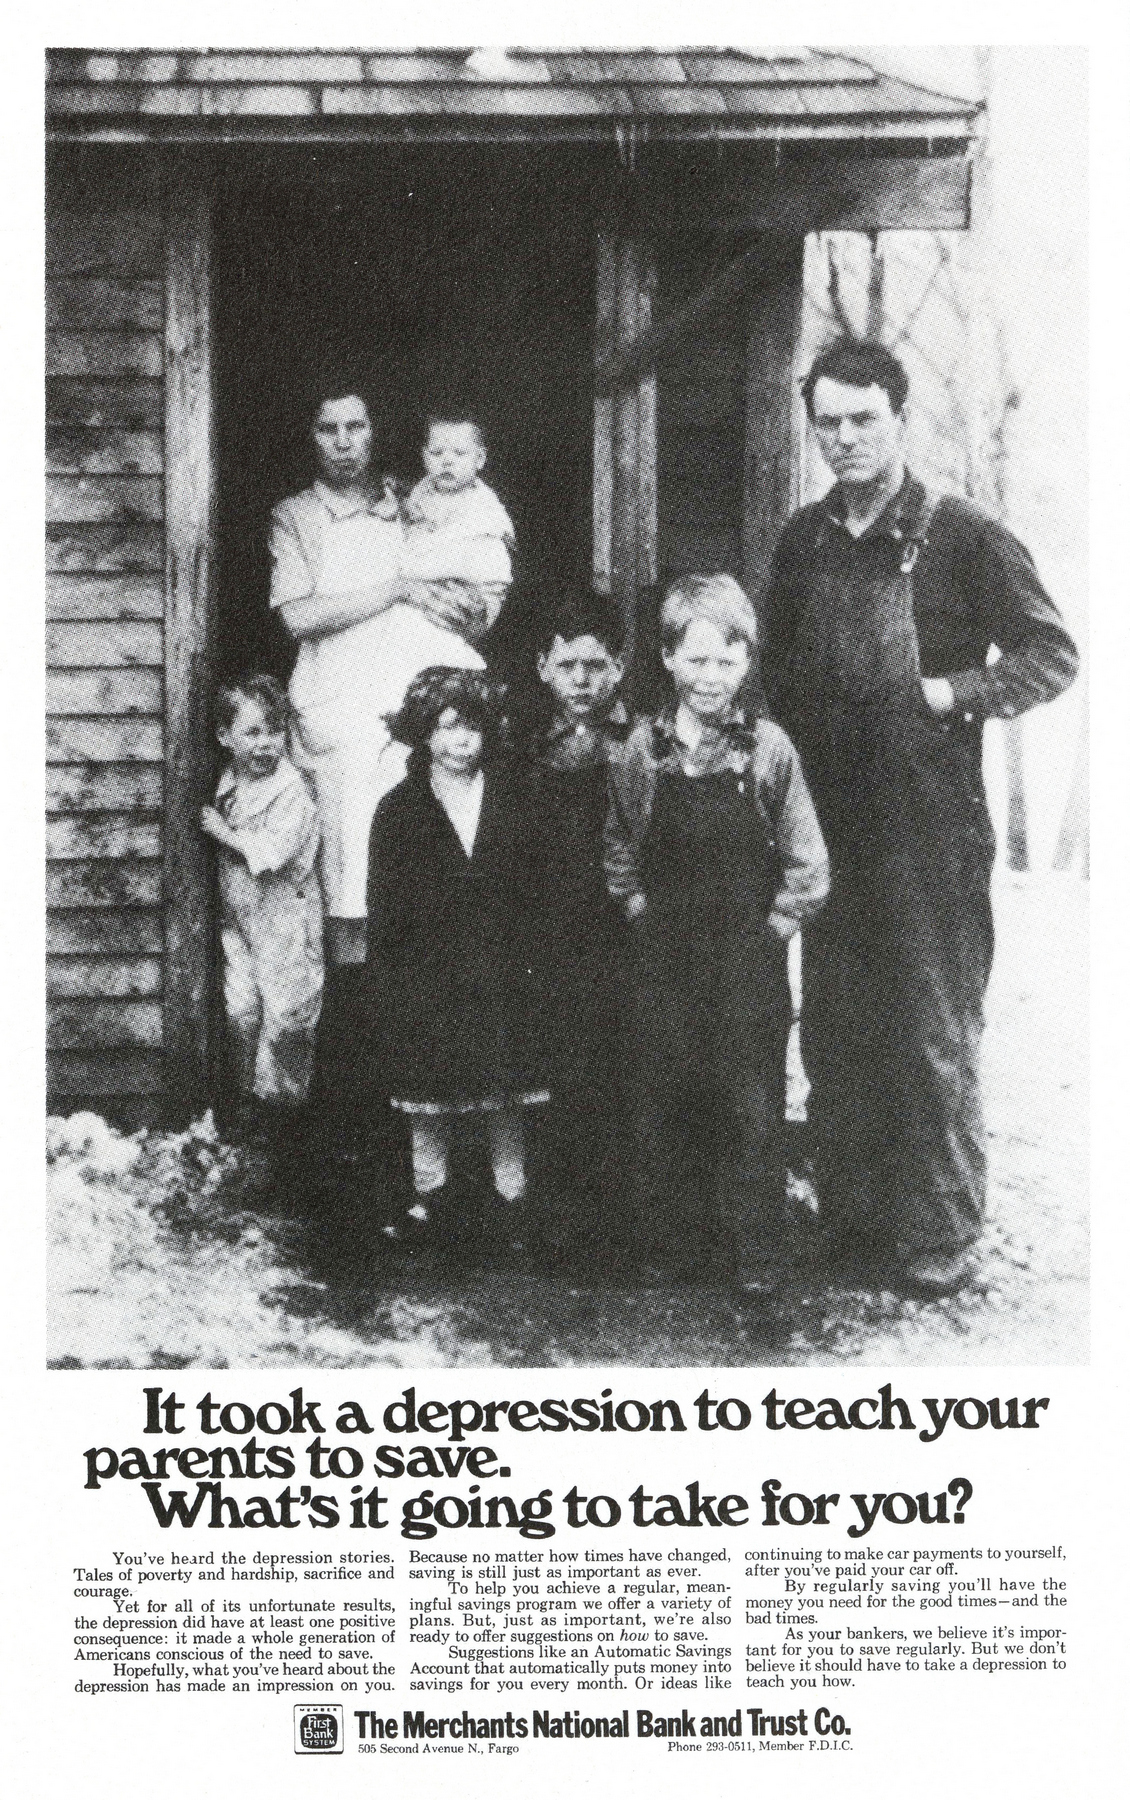 It took a depression to teach your
parents to save.
What's it going to take for you?
You've heard the depression stories.
Tales of poverty and hardship, sacrifice and
courage.
Yet for all of its unfortunate results,
the depression did have at least one positive
consequence: it made a whole generation of
Americans conscious of the need to save.
Hopefully, what you've heard about the
depression has made an impression on you.
Because no matter how times have changed,
saving is still just as important as ever.
To help you achieve a regular, mean-
ingful savings program we offer a variety of
plans. But, just as important, we're also
ready to offer suggestions on how to save.
Suggestions like an Automatic Savings
Account that automatically puts money into
savings for you every month. Or ideas like
continuing to make car payments to yourself,
after you've paid your car off.
By regularly saving you'll have the
money you need for the good times—and the
bad times.
As your bankers, we believe it's impor-
tant for you to save regularly. But we don't
believe it should have to take a depression to
teach you how.
MEMBER
First
Bank
SYSTEM
The Merchants National Bank and Trust Co.
505 Second Avenue N., Fargo Phone 293-0511, Member F.D.I.C.